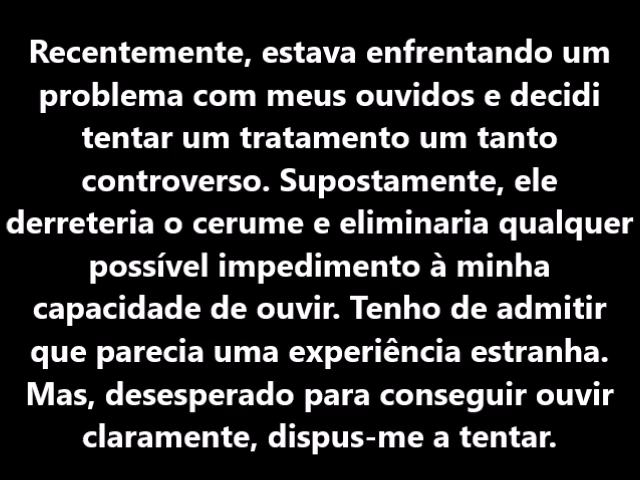 Recentemente, estava enfrentando um
problema com meus ouvidos e decidi
tentar um tratamento um tanto
controverso. Supostamente, ele
derreteria o cerume e eliminaria qualquer
possível impedimento à minha
capacidade de ouvir. Tenho de admitir
que parecia uma experiência estranha.
Mas, desesperado para conseguir ouvir
claramente, dispus-me a tentar.